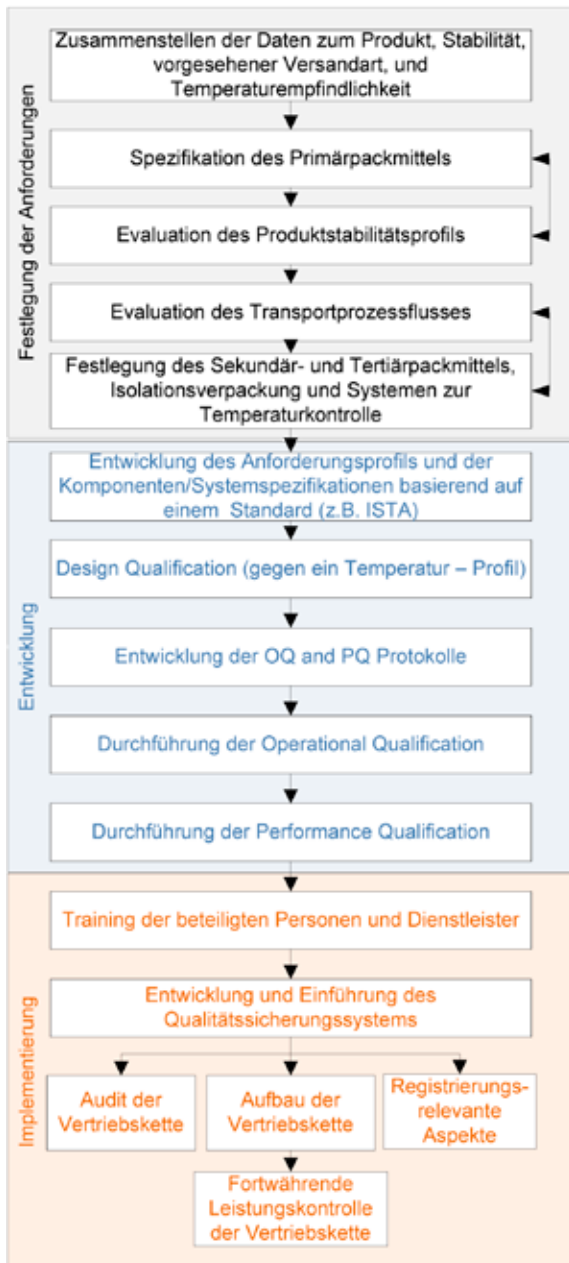 Festlegung der Anforderungen
Zusammenstellen der Daten zum Produkt, Stabilität,
vorgesehener Versandart, und
Temperaturempfindlichkeit
Spezifikation des Primärpackmittels
Evaluation des Produktstabilitätsprofils
Evaluation des Transportprozessflusses
Festlegung des Sekundär- und Tertiärpackmittels,
Isolationsverpackung und Systemen zur
Temperaturkontrolle
Entwicklung
Entwicklung des Anforderungsprofils und der
Komponenten/Systemspezifikationen basierend auf
einem Standard (z.B. ISTA)
Design Qualification (gegen ein Temperatur – Profil)
Entwicklung der OQ and PQ Protokolle
Durchführung der Operational Qualification
Durchführung der Performance Qualification
Implementierung
Training der beteiligten Personen und Dienstleister
Entwicklung und Einführung des
Qualitätssicherungssystems
Audit der
Vertriebskette
Aufbau der
Vertriebskette
Registrierungs-
relevante
Aspekte
Fortwährende
Leistungskontrolle
der Vertriebskette